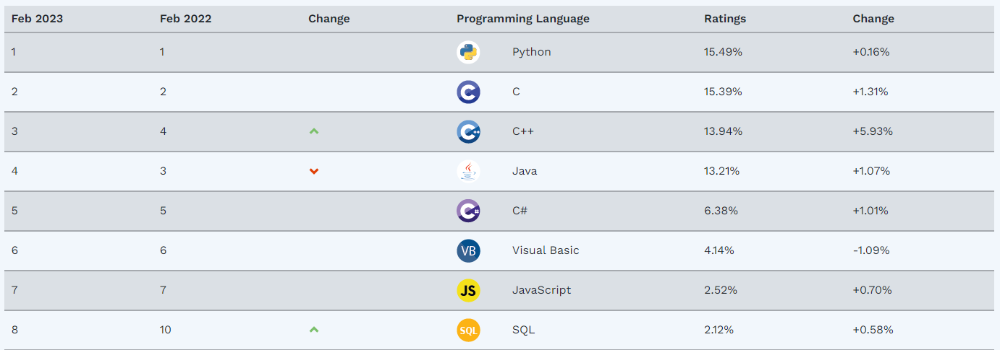 Feb 2023 Feb 2022 Change Programming Language Ratings Change
1 1 Python 15.49% +0.16%
2 2 C C 15.39% +1.31%
3 4 C++ C++ 13.94% +5.93%
4 3 Java 13.21% +1.07%
5 5 C# C# 6.38% +1.01%
6 6 VB Visual Basic 4.14% -1.09%
7 7 JS JavaScript 2.52% +0.70%
8 10 SQL SQL 2.12% +0.58%